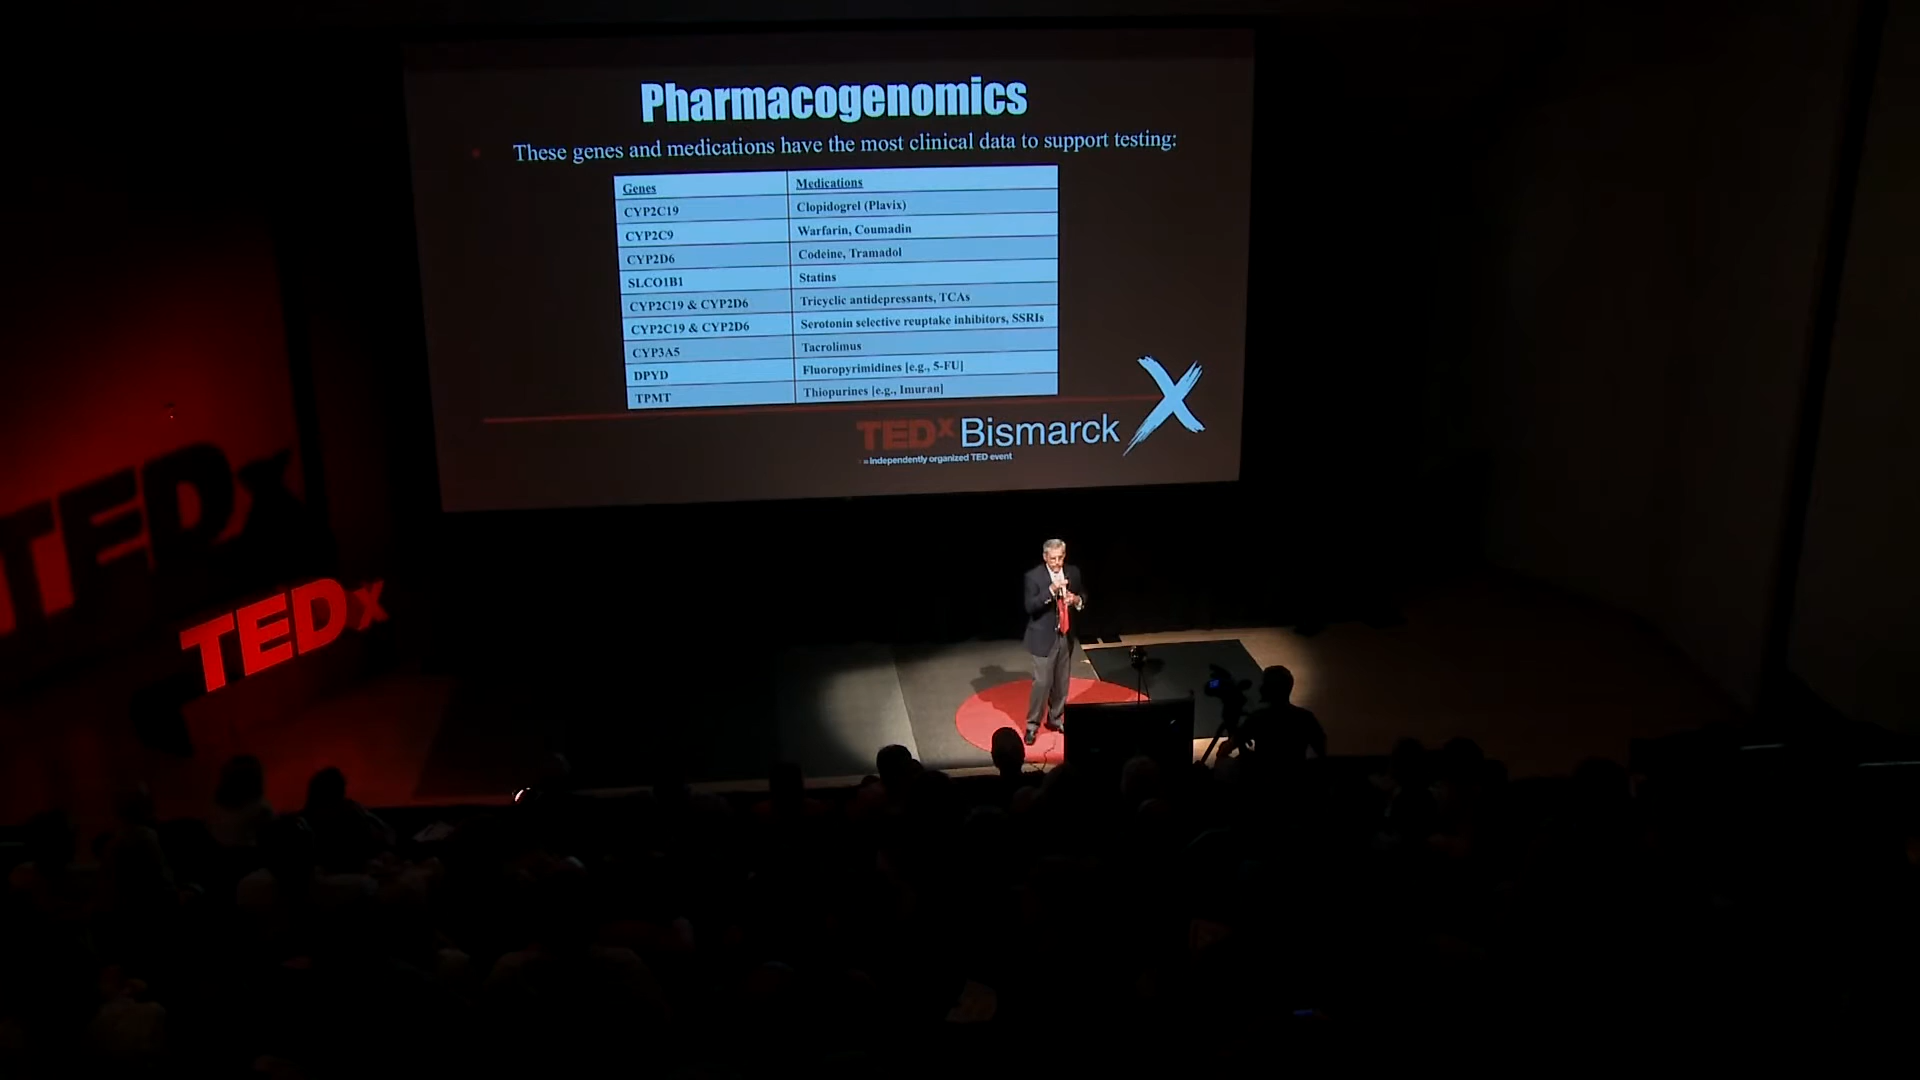 Pharmacogenomics
These genes and medications have the most clinical data to support testing:
Genes Medications
CYP2C19 Clopidogrel (Plavix)
CYP2C9 Warfarin, Coumadin
CYP2D6 Codeine, Tramadol
SLCO1B1 Statins
CYP2C19 & CYP2D6 Tricyclic antidepressants, TCAs
CYP2C19 & CYP2D6 Serotonin selective reuptake inhibitors, SSRIs
CYP3A5 Tacrolimus
DPYD Fluoropyrimidines [e.g., 5-FU]
TPMT Thiopurines [e.g., Imuran]
TEDx Bismarck X
independently organized TED event
TEDx
TEDx